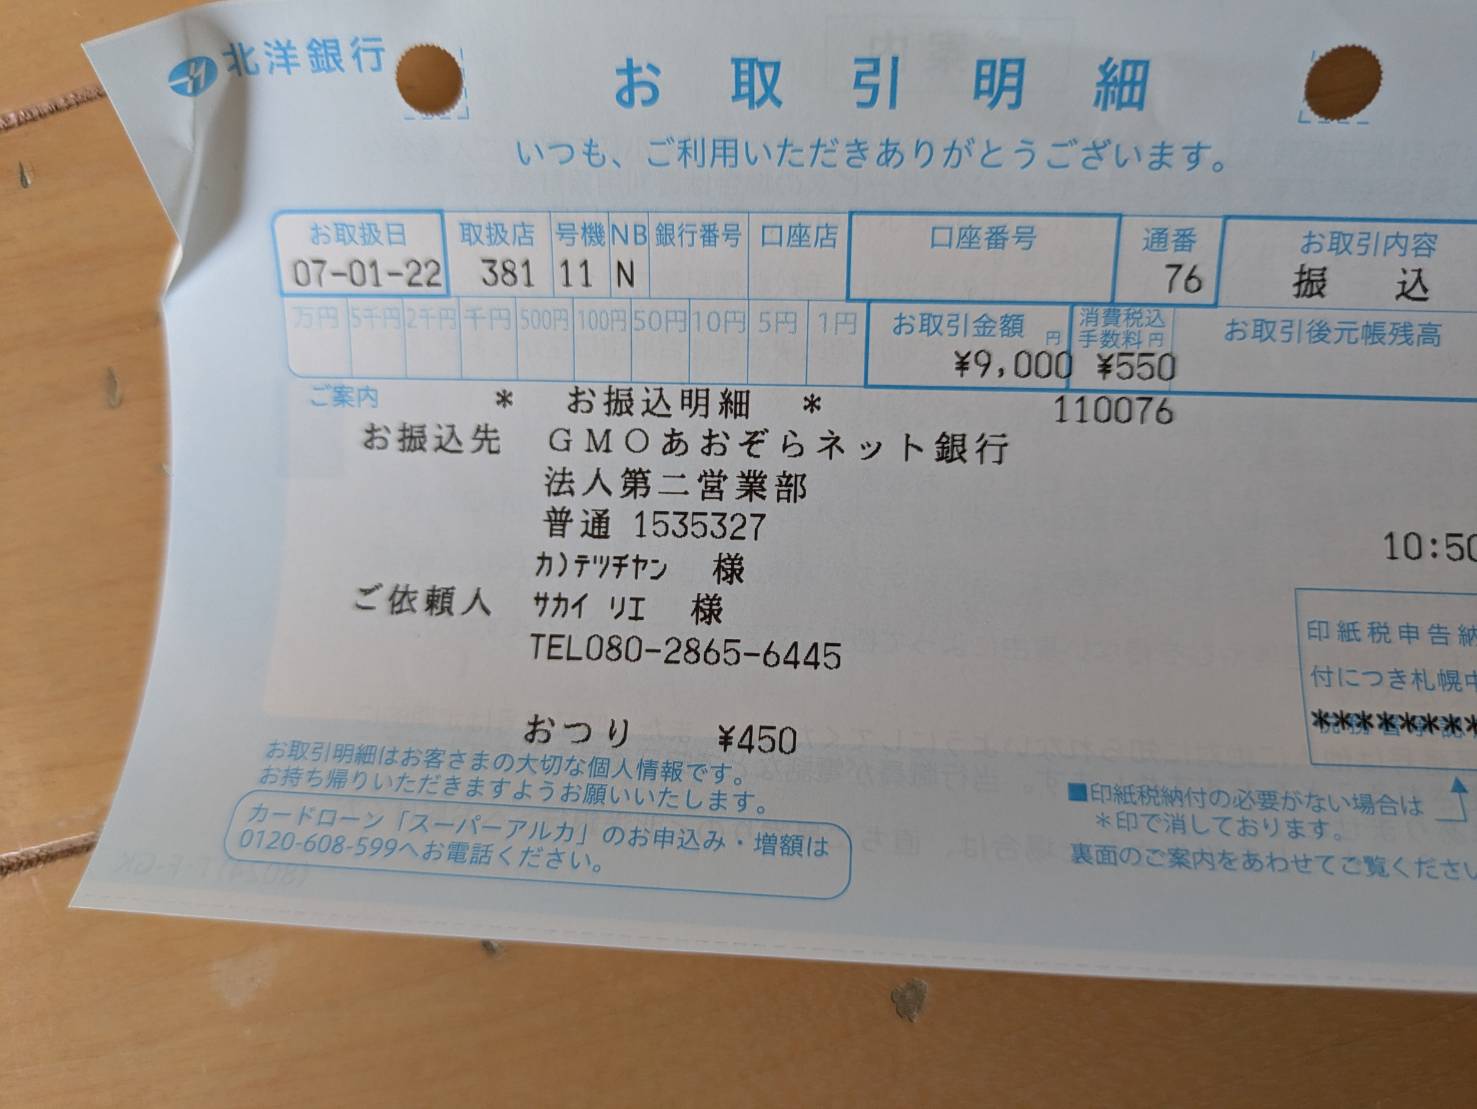 北洋銀行
お取引明細
いつも、ご利用いただきありがとうございます。
お取扱日 取扱店 号機 NB 銀行番号 口座店 口座番号 通番 お取引内容
07-01-22 381 11 N 76 振 込
万円 5千円 2千円 千円 500円 100円 50円 10円 5円 1円 お取引金額 円 消費税込手数料 円 お取引後元帳残高
¥9,000 ¥550
ご案内 * お振込明細 * 110076
お振込先 GMOあおぞらネット銀行
法人第二営業部
普通 1535327
10:50
カ)テツチヤン 様
ご依頼人 サカイ リエ 様
TEL080-2865-6445
印紙税申告納
付につき札幌中
********
おつり ¥450
お取引明細はお客さまの大切な個人情報です。
お持ち帰りいただきますようお願いいたします。
カードローン「スーパーアルカ」のお申込み・増額は
0120-608-599へお電話ください。
■印紙税納付の必要がない場合は
*印で消しております。
裏面のご案内をあわせてご覧ください